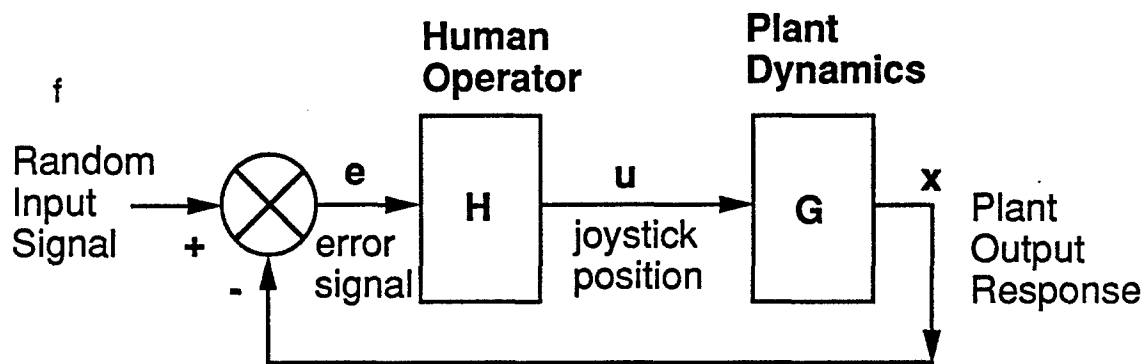 Human
Operator
Plant
Dynamics
f
Random
Input
Signal
+
-
e
error
signal
H
u
joystick
position
G
x
Plant
Output
Response